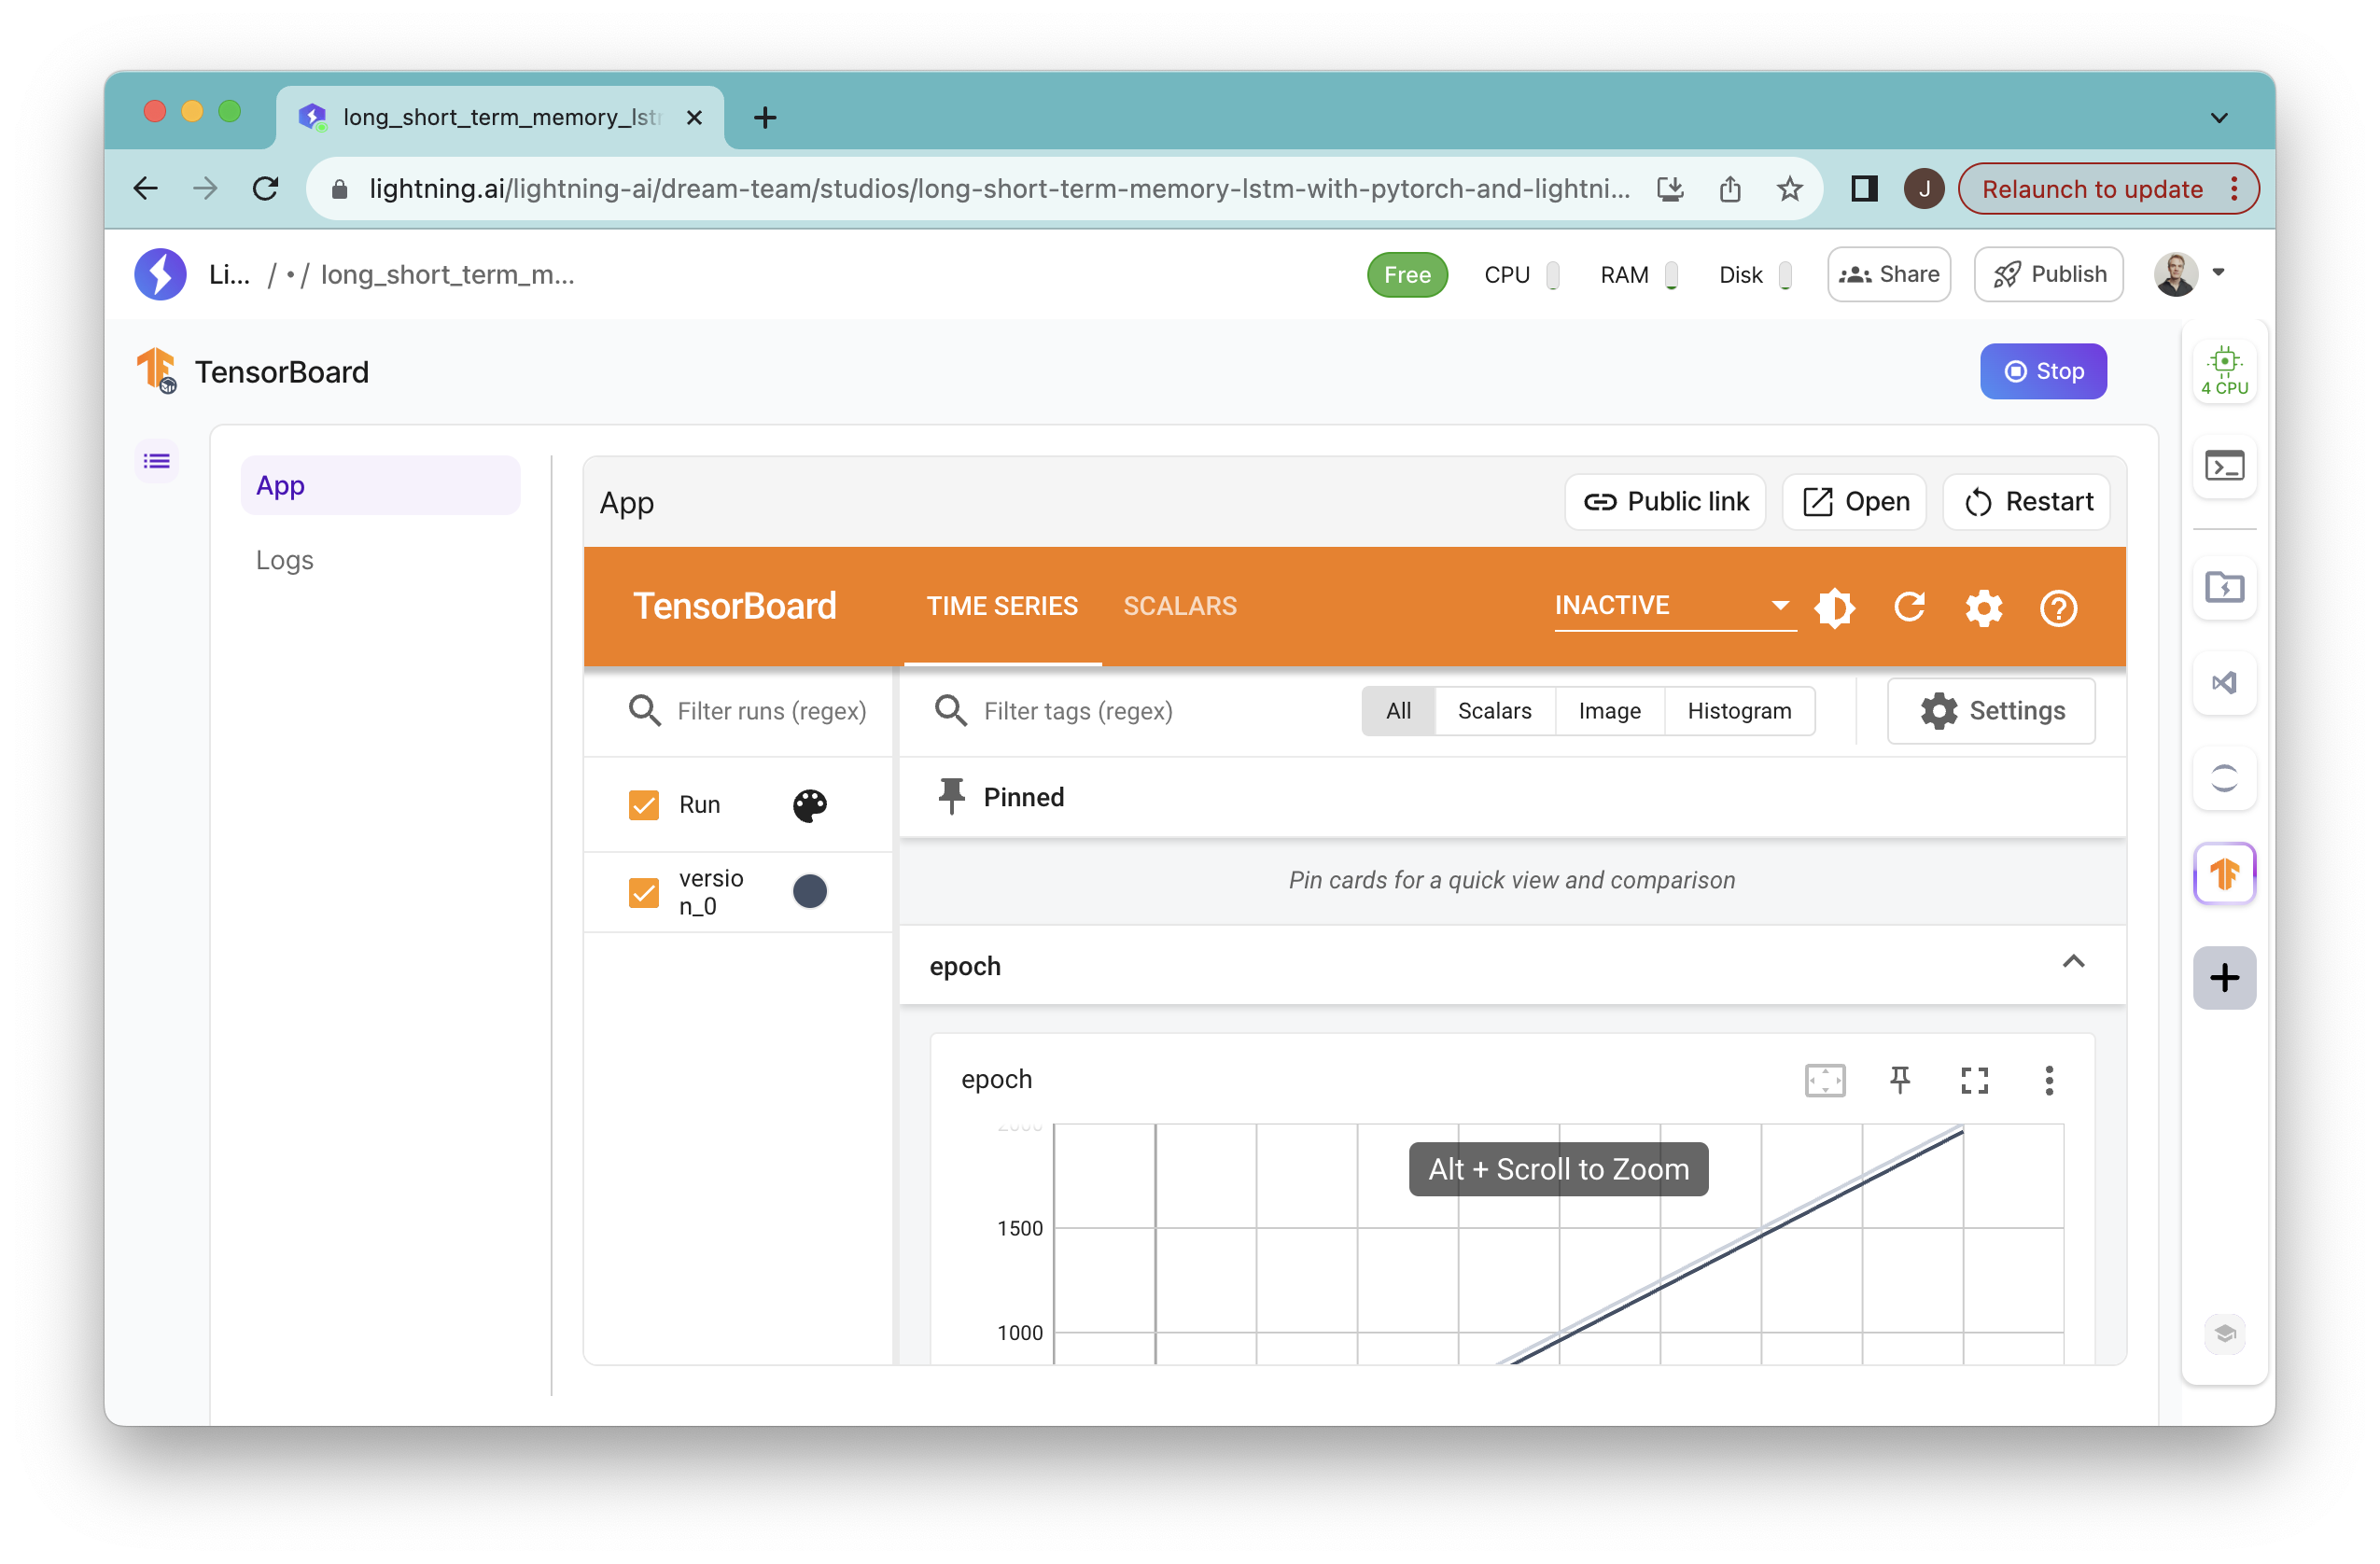 long_short_term_memory_lst
lightning.ai/lightning-ai/dream-team/studios/long-short-term-memory-lstm-with-pytorch-and-lightni...
J
Relaunch to update
Li... / • / long_short_term_m...
Free
CPU
RAM
Disk
Share
Publish
TensorBoard
Stop
4 CPU
App
Logs
App
Public link
Open
Restart
TensorBoard
TIME SERIES
SCALARS
INACTIVE
Filter runs (regex)
Filter tags (regex)
All
Scalars
Image
Histogram
Settings
Run
versio
n_0
Pinned
Pin cards for a quick view and comparison
epoch
epoch
2000
Alt + Scroll to Zoom
1500
1000